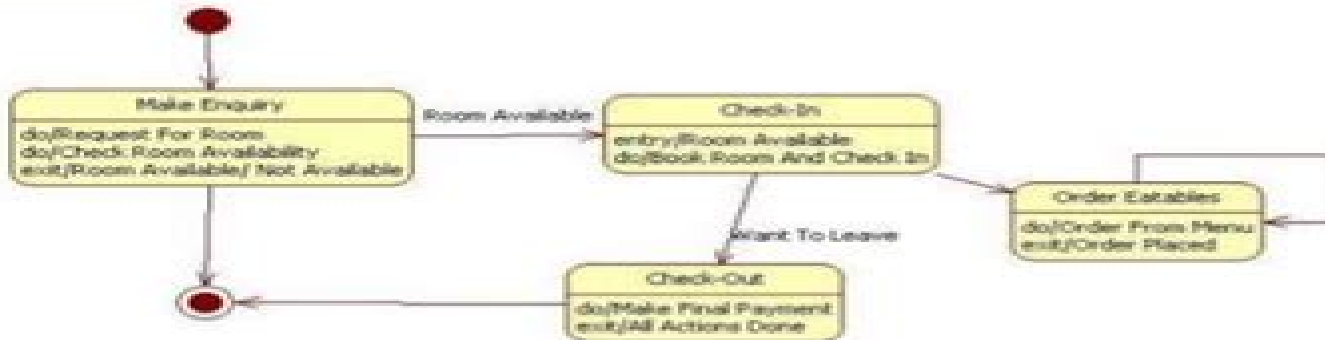 Make Enquiry
do/Request For Room
do/Check Room Availability
exit/Room Available/ Not Available
Room Available
Check-In
entry/Room Available
do/Book Room And Check In
Order Eatables
do/Order From Menu
exit/Order Placed
Want To Leave
Check-Out
do/Make Final Payment
exit/All Actions Done